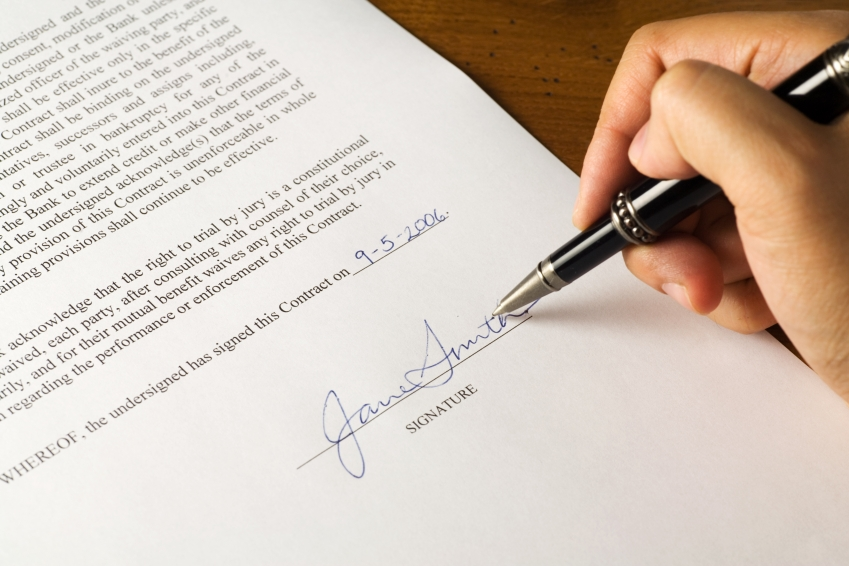 undersigned and the
consent, modification o
undersigned or the Bank unless
zed officer of the waiving party, and
shall be effective only in the specific
Contract shall inure to the benefit of the
tract shall be binding on the undersigned
ntatives, successors and assigns including,
or trustee in bankruptcy for any of the
ngly and voluntarily entered into this Contract in
the Bank to extend credit or make other financial
d the undersigned acknowledge(s) that the terms of
y provision of this Contract is unenforceable in whole
aining provisions shall continue to be effective.
acknowledge that the right to trial by jury is a constitutional
waived, each party, after consulting with counsel of their choice,
rily, and for their mutual benefit waives any right to trial by jury in
n regarding the performance or enforcement of this Contract.
WHEREOF, the undersigned has signed this Contract on 9-5-2006.
Jane Smith
SIGNATURE